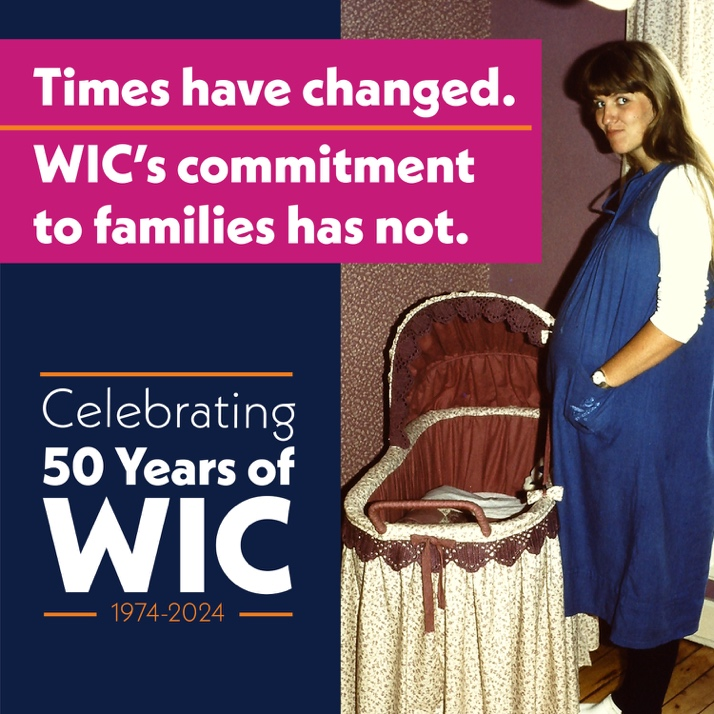 Times have changed.
WIC's commitment
to families has not.
Celebrating
50 Years of
WIC
1974-2024